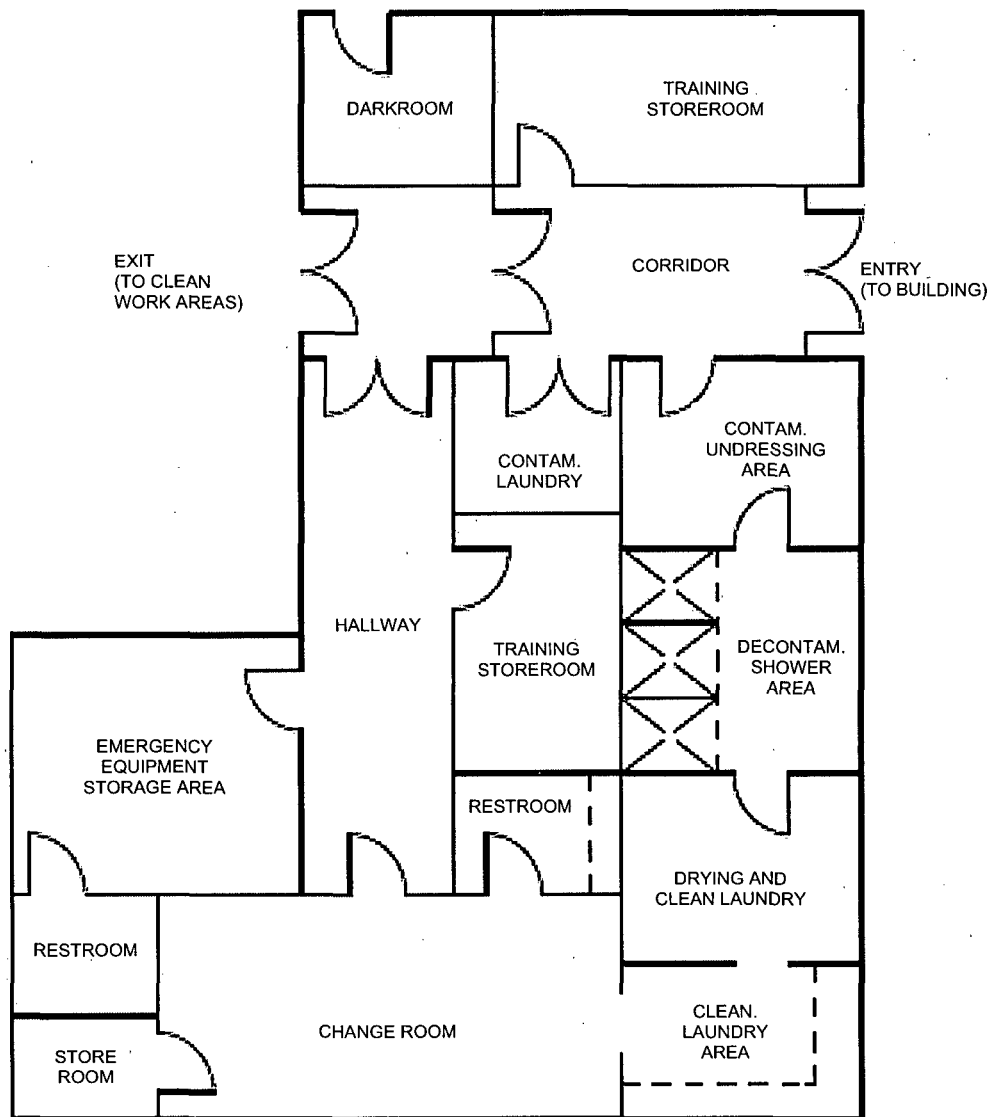 DARKROOM
TRAINING
STOREROOM
EXIT
(TO CLEAN
WORK AREAS)
CORRIDOR
ENTRY
(TO BUILDING)
CONTAM.
LAUNDRY
CONTAM.
UNDRESSING
AREA
HALLWAY
TRAINING
STOREROOM
DECONTAM.
SHOWER
AREA
EMERGENCY
EQUIPMENT
STORAGE AREA
RESTROOM
DRYING AND
CLEAN LAUNDRY
RESTROOM
CHANGE ROOM
CLEAN.
LAUNDRY
AREA
STORE
ROOM